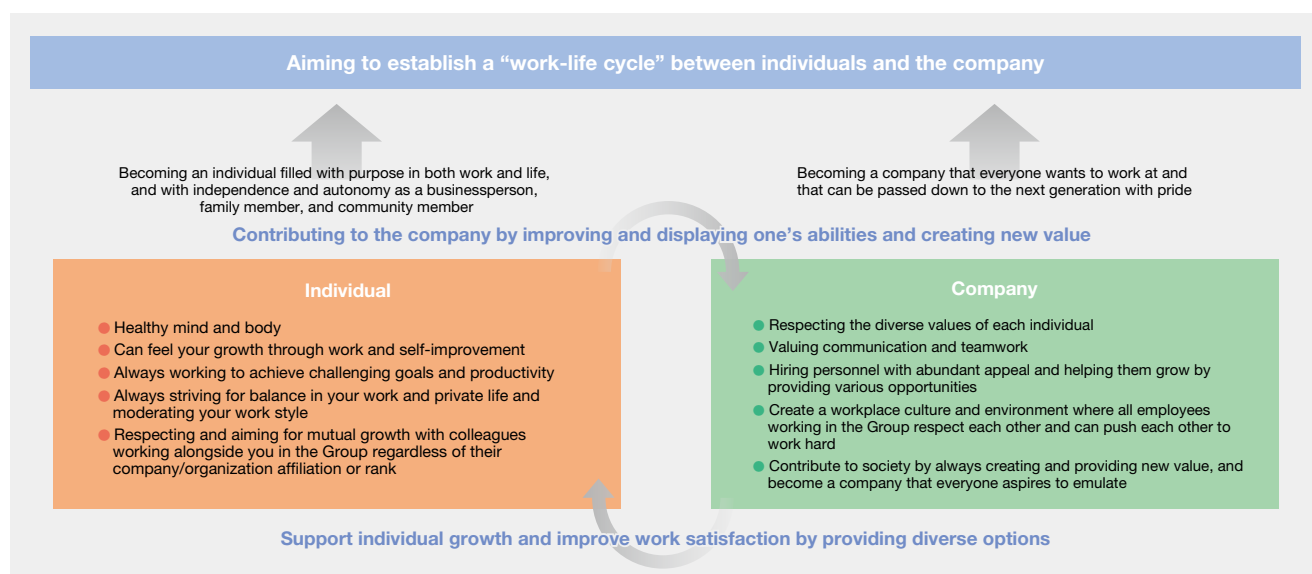 Aiming to establish a “work-life cycle” between individuals and the company
Becoming an individual filled with purpose in both work and life,
and with independence and autonomy as a businessperson,
family member, and community member
Becoming a company that everyone wants to work at and
that can be passed down to the next generation with pride
Contributing to the company by improving and displaying one’s abilities and creating new value
Individual
● Healthy mind and body
● Can feel your growth through work and self-improvement
● Always working to achieve challenging goals and productivity
● Always striving for balance in your work and private life and
moderating your work style
● Respecting and aiming for mutual growth with colleagues
working alongside you in the Group regardless of their
company/organization affiliation or rank
Company
● Respecting the diverse values of each individual
● Valuing communication and teamwork
● Hiring personnel with abundant appeal and helping them grow by
providing various opportunities
● Create a workplace culture and environment where all employees
working in the Group respect each other and can push each other to
work hard
● Contribute to society by always creating and providing new value, and
become a company that everyone aspires to emulate
Support individual growth and improve work satisfaction by providing diverse options